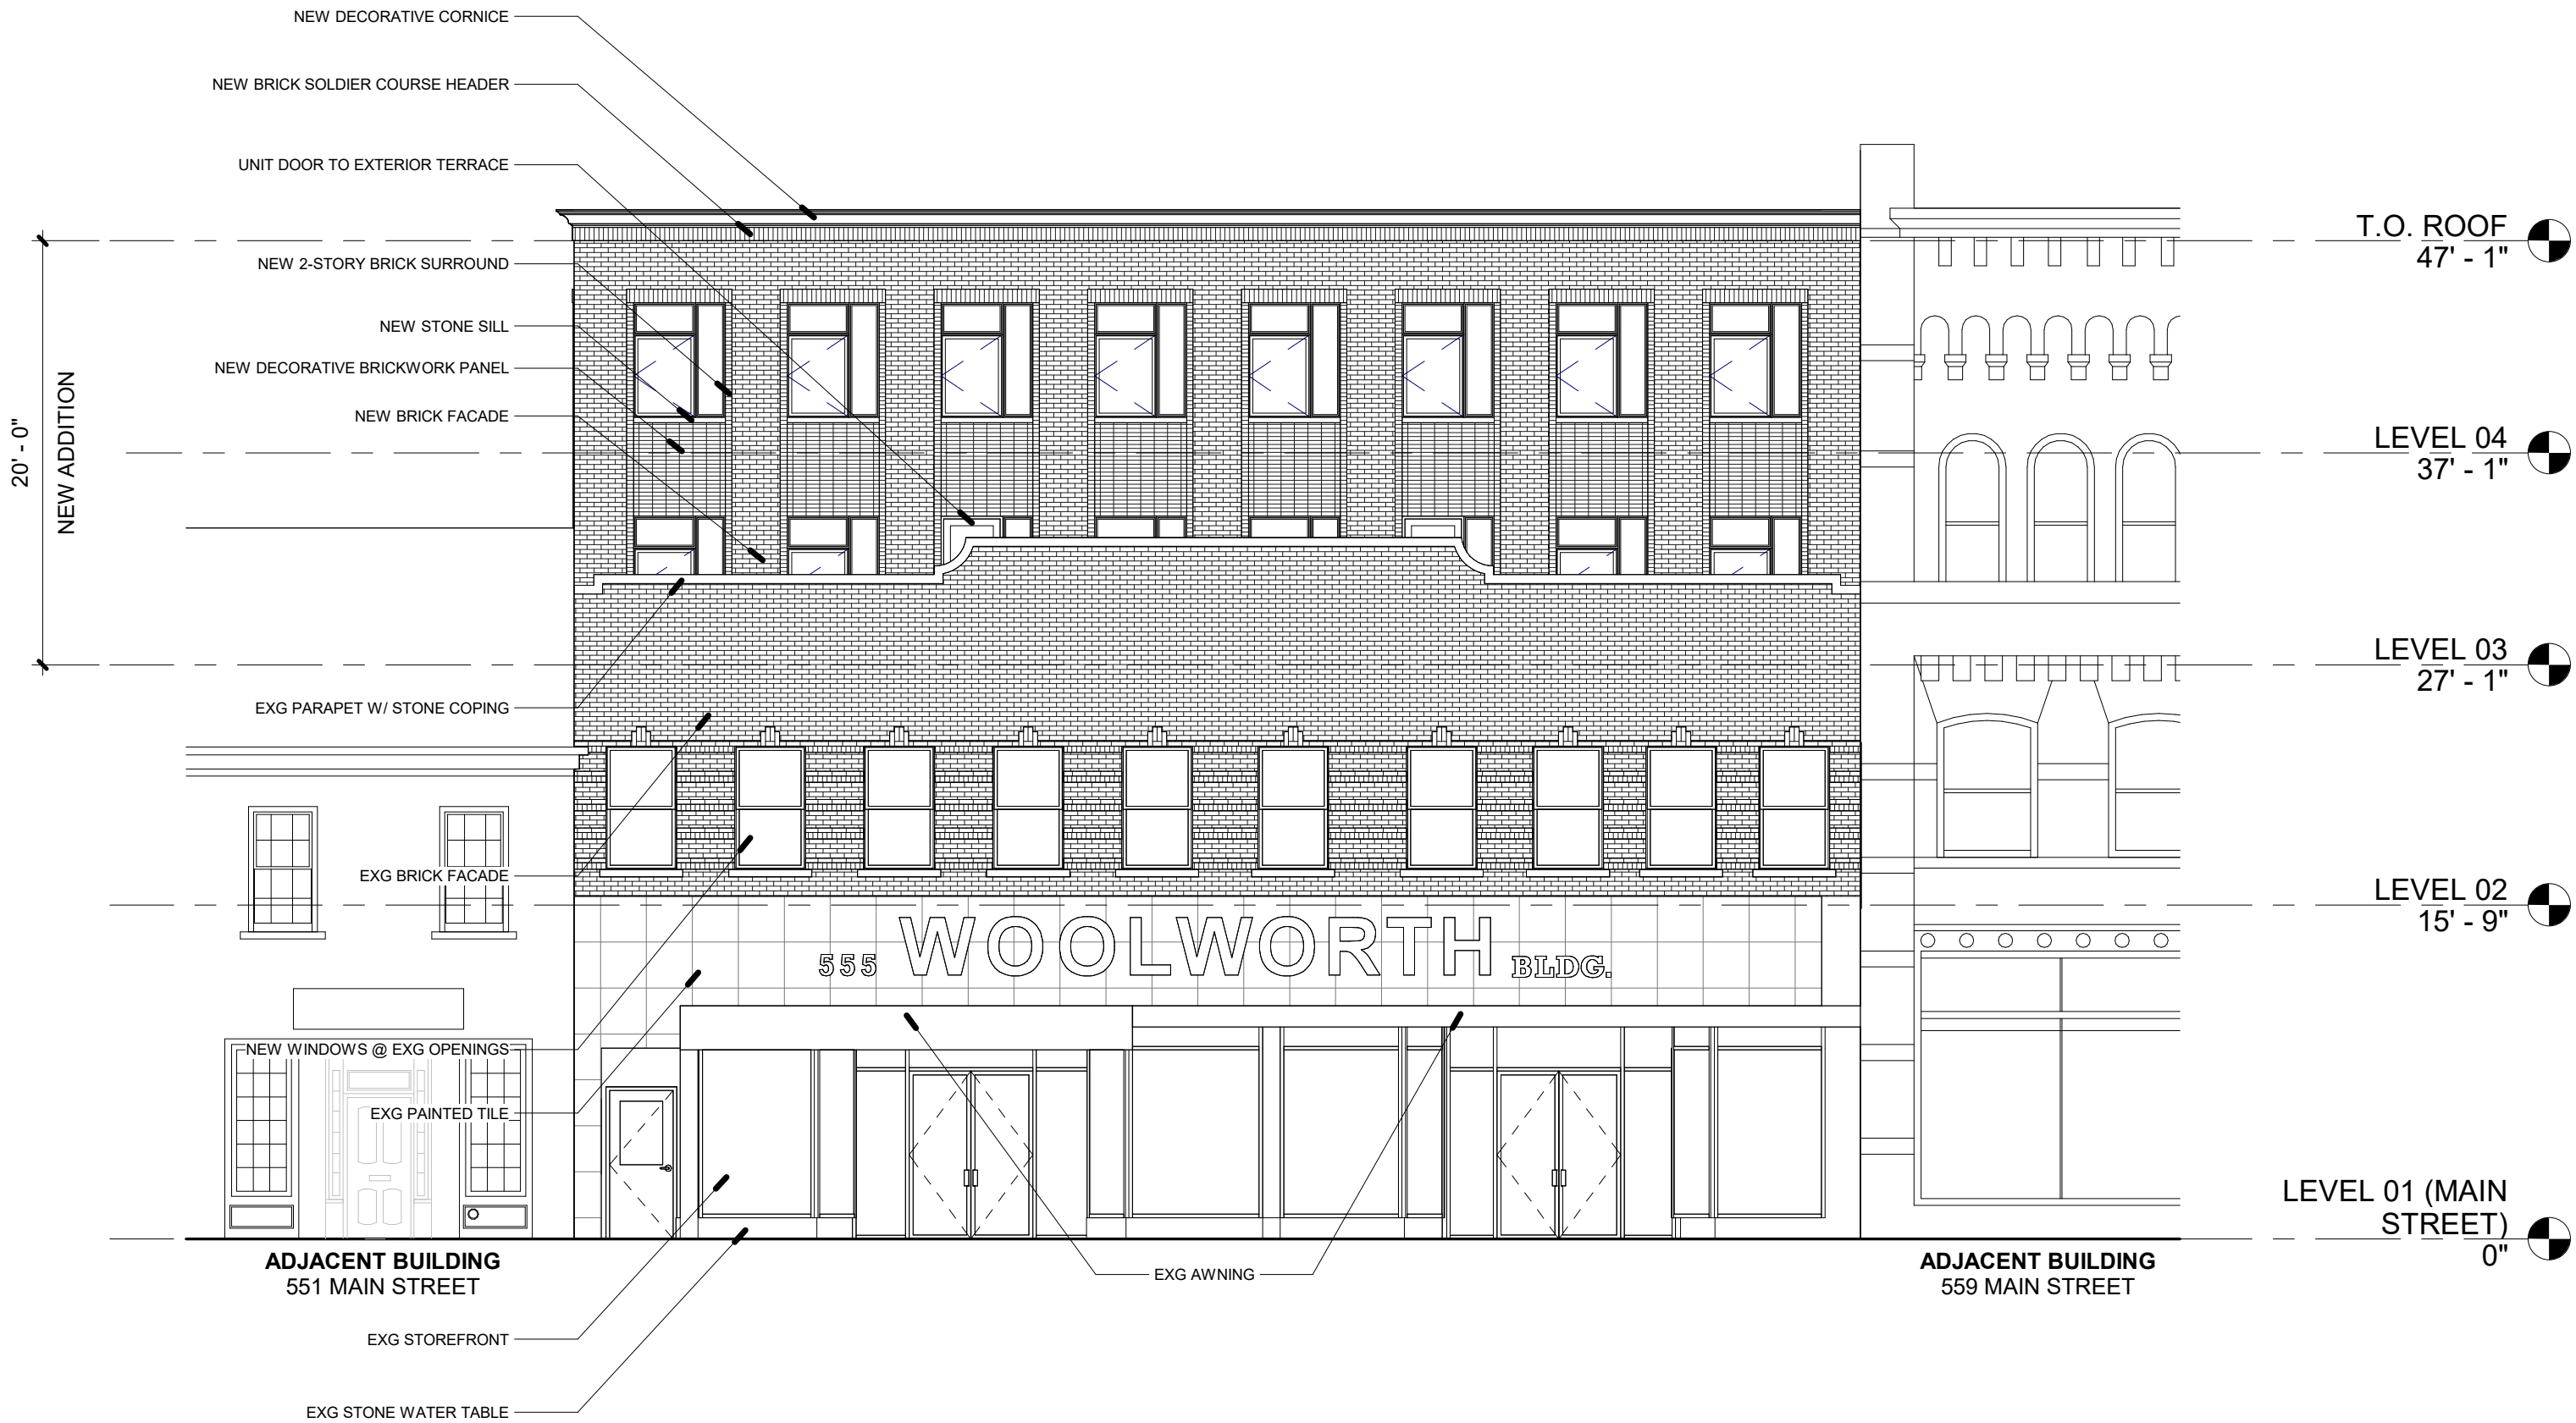 NEW DECORATIVE CORNICE
NEW BRICK SOLDIER COURSE HEADER
UNIT DOOR TO EXTERIOR TERRACE
NEW 2-STORY BRICK SURROUND
NEW STONE SILL
NEW DECORATIVE BRICKWORK PANEL
NEW BRICK FACADE
20' - 0"
NEW ADDITION
EXG PARAPET W/ STONE COPING
EXG BRICK FACADE
NEW WINDOWS @ EXG OPENINGS
EXG PAINTED TILE
EXG STOREFRONT
EXG STONE WATER TABLE
555 WOOLWORTH BLDG.
EXG AWNING
ADJACENT BUILDING
551 MAIN STREET
ADJACENT BUILDING
559 MAIN STREET
T.O. ROOF
47' - 1"
LEVEL 04
37' - 1"
LEVEL 03
27' - 1"
LEVEL 02
15' - 9"
LEVEL 01 (MAIN
STREET)
0"